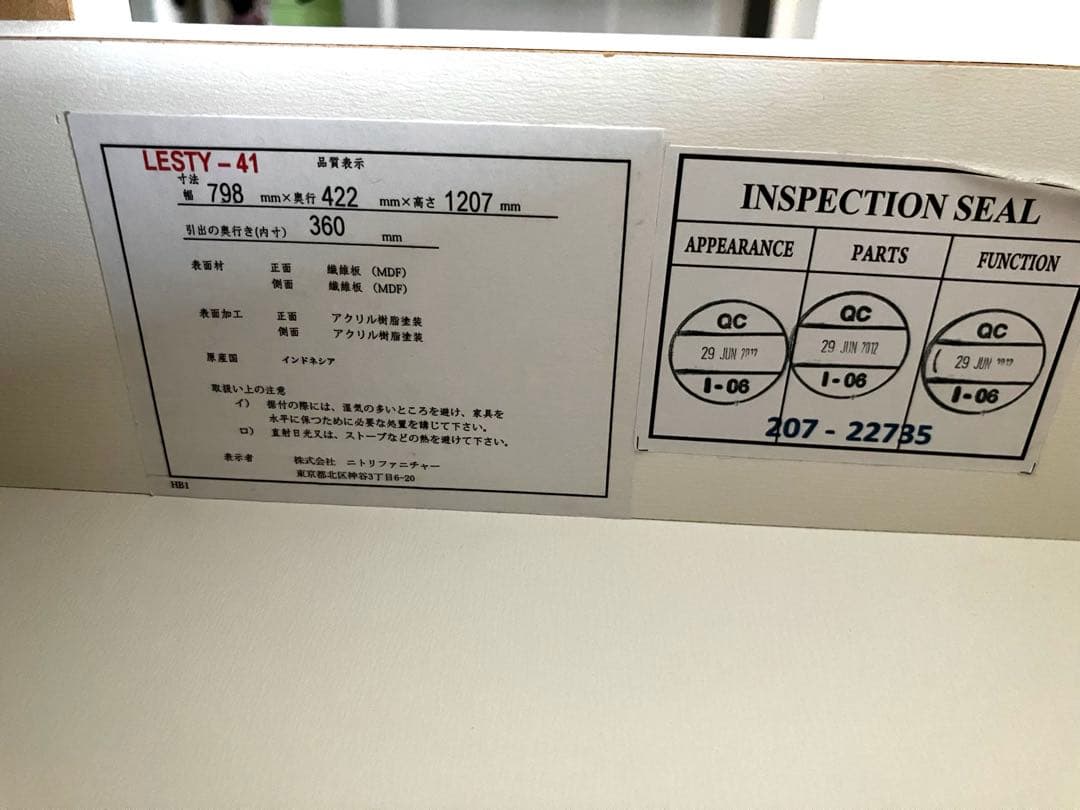 LESTY-41 品質表示
寸法
幅 798 mm×奥行 422 mm×高さ 1207 mm
引出の奥行き(内寸) 360 mm
表面材 正面 繊維板 (MDF)
側面 繊維板 (MDF)
表面加工 正面 アクリル樹脂塗装
側面 アクリル樹脂塗装
原産国 インドネシア
取扱い上の注意
イ) 据付の際には、湿気の多いところを避け、家具を
水平に保つために必要な処置を講じて下さい。
ロ) 直射日光又は、ストーブなどの熱を避けて下さい。
表示者 株式会社 ニトリファニチャー
東京都北区神谷3丁目6-20
HB1
INSPECTION SEAL
APPEARANCE PARTS FUNCTION
QC QC QC
29 JUN 2012 29 JUN 2012 29 JUN 2012
I-06 I-06 I-06
207 - 22735